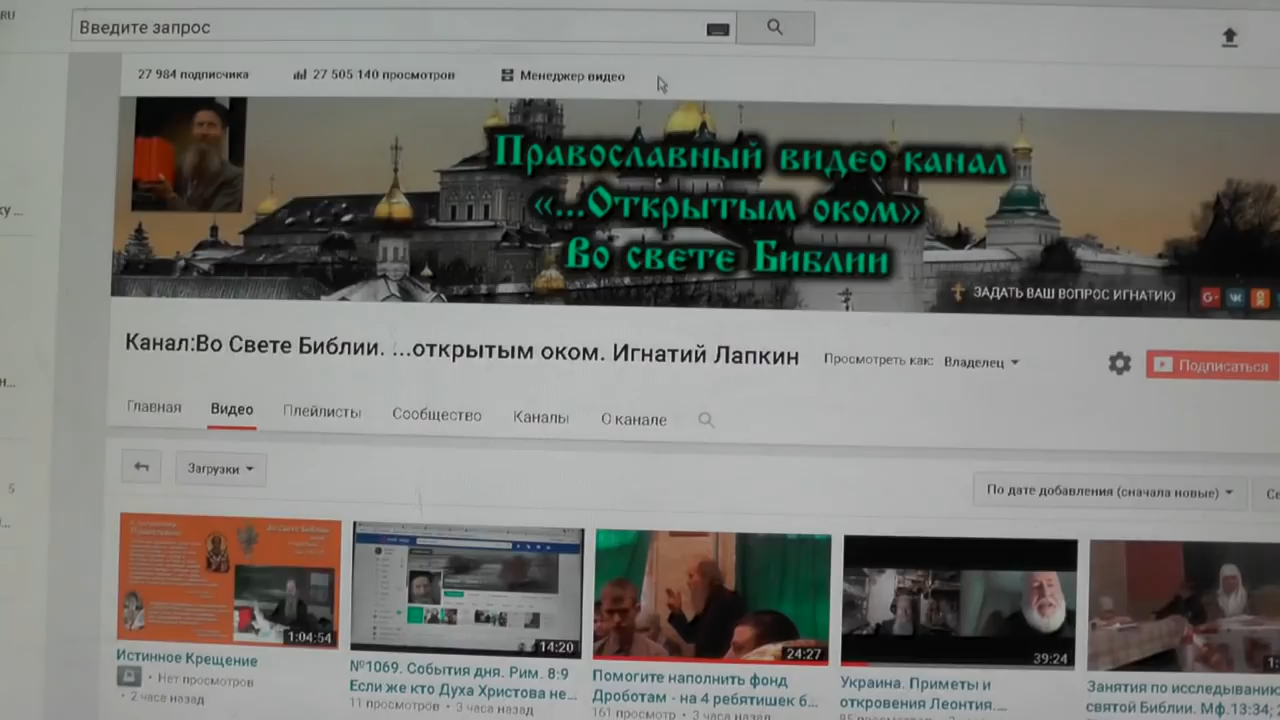 RU
Введите запрос
27 984 подписчика
27 505 140 просмотров
Менеджер видео
Православный видео канал
«...Открытым оком»
Во свете Библии
ЗАДАТЬ ВАШ ВОПРОС ИГНАТИЮ
Канал:Во Свете Библии. ...открытым оком. Игнатий Лапкин
Просмотреть как: Владелец
Подписаться
Главная
Видео
Плейлисты
Сообщество
Каналы
О канале
Загрузки
По дате добавления (сначала новые)
5
1:04:54
14:20
24:27
39:24
Истинное Крещение
Нет просмотров
• 2 часа назад
№1069. События дня. Рим. 8:9
Если же кто Духа Христова не...
11 просмотров • 3 часа назад
Помогите наполнить фонд
Дроботам - на 4 ребятишек б...
161 просмотр • 3 часа назад
Украина. Приметы и
откровения Леонтия....
Занятия по исследыванию
святой Библии. Мф.13:34;